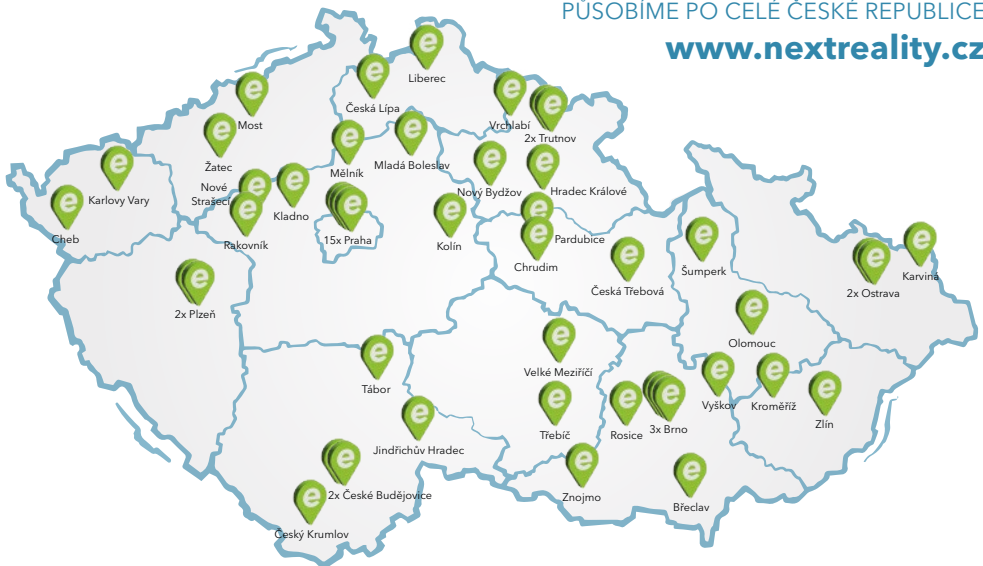 PŮSOBÍME PO CELÉ ČESKÉ REPUBLICE
www.nextreality.cz
Liberec
Česká Lípa
Vrchlabí
Most
2x Trutnov
Žatec
Mělník
Mladá Boleslav
Karlovy Vary
Nové
Strašecí
Nový Bydžov
Hradec Králové
Kladno
Cheb
Rakovník
15x Praha
Kolín
Pardubice
Chrudim
Šumperk
Karviná
Česká Třebová
2x Ostrava
2x Plzeň
Olomouc
Velké Meziříčí
Tábor
Vyškov
Kroměříž
Zlín
Třebíč
Rosice
3x Brno
Jindřichův Hradec
Znojmo
2x České Budějovice
Břeclav
Český Krumlov